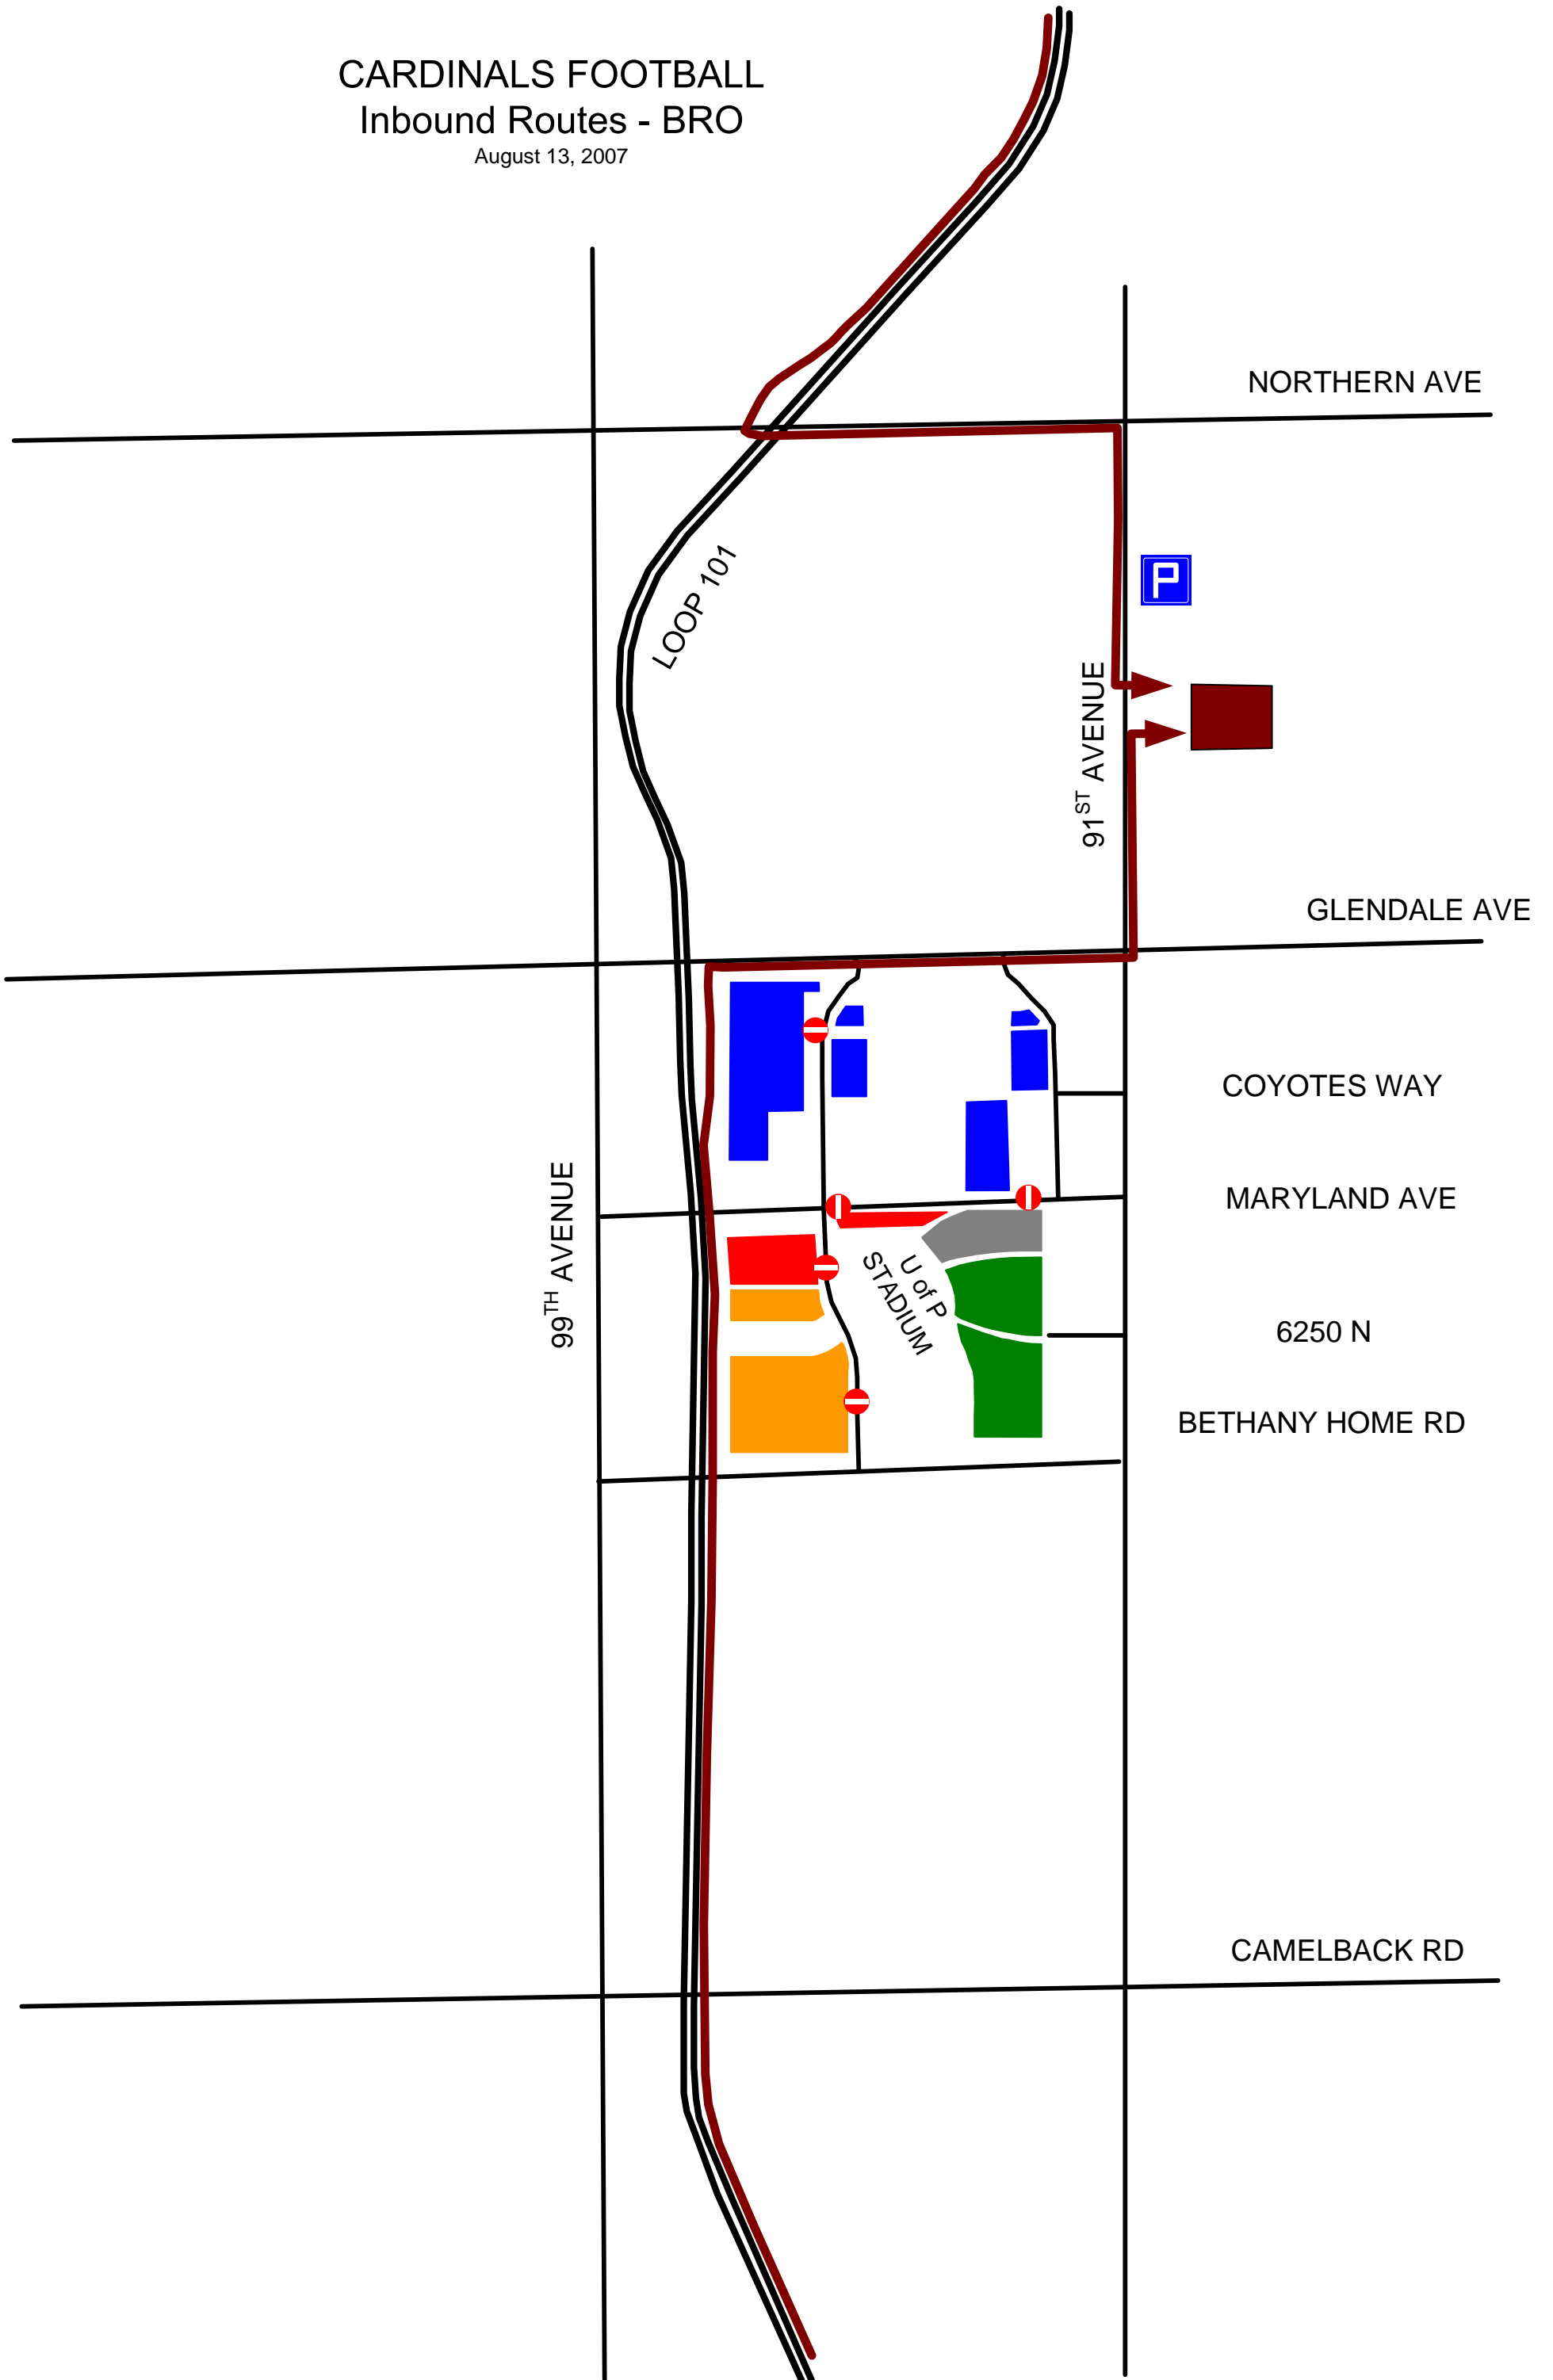 CARDINALS FOOTBALL
Inbound Routes - BRO
August 13, 2007
NORTHERN AVE
P
LOOP 101
91ST AVENUE
GLENDALE AVE
COYOTES WAY
MARYLAND AVE
99TH AVENUE
U of P
STADIUM
6250 N
BETHANY HOME RD
CAMELBACK RD